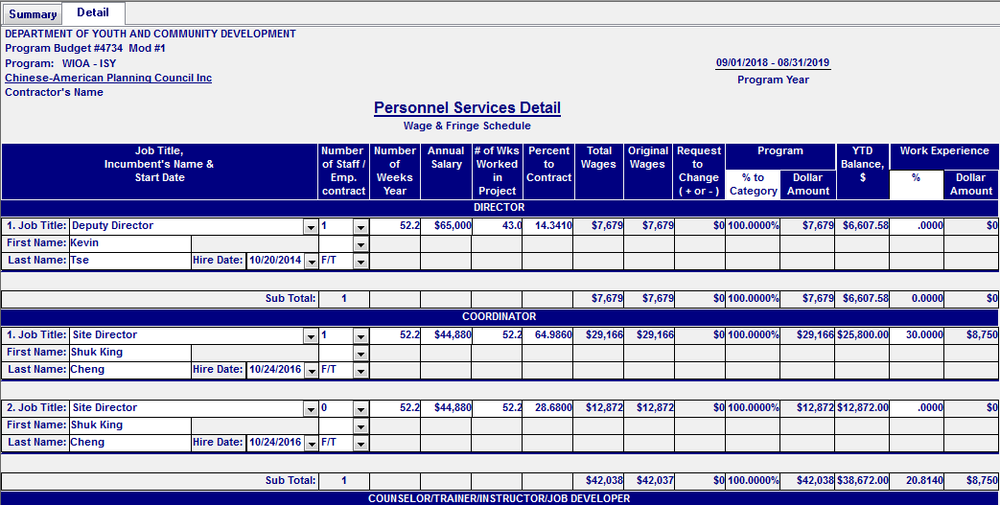 Summary Detail
DEPARTMENT OF YOUTH AND COMMUNITY DEVELOPMENT
Program Budget #4734 Mod #1
Program: WIOA - ISY
09/01/2018 - 08/31/2019
Chinese-American Planning Council Inc
Program Year
Contractor's Name
Personnel Services Detail
Wage & Fringe Schedule
Job Title, Number Number Annual # of Wks Percent Total Original Request Program YTD Work Experience
Incumbent's Name & of Staff / of Salary Worked to Wages Wages to Balance,
Start Date Emp. Weeks in Contract Change % to Dollar $ % Dollar
contract Year Project ( + or - ) Category Amount Amount
DIRECTOR
1. Job Title: Deputy Director 1 52.2 $65,000 43.0 14.3410 $7,679 $7,679 $0 100.0000% $7,679 $6,607.58 .0000 $0
First Name: Kevin
Last Name: Tse Hire Date: 10/20/2014 F/T
Sub Total: 1 $7,679 $7,679 $0 100.0000% $7,679 $6,607.58 0.0000 $0
COORDINATOR
1. Job Title: Site Director 1 52.2 $44,880 52.2 64.9860 $29,166 $29,166 $0 100.0000% $29,166 $25,800.00 30.0000 $8,750
First Name: Shuk King
Last Name: Cheng Hire Date: 10/24/2016 F/T
2. Job Title: Site Director 0 52.2 $44,880 52.2 28.6800 $12,872 $12,872 $0 100.0000% $12,872 $12,872.00 .0000 $0
First Name: Shuk King
Last Name: Cheng Hire Date: 10/24/2016 F/T
Sub Total: 1 $42,038 $42,037 $0 100.0000% $42,038 $38,672.00 20.8140 $8,750
COUNSELOR/TRAINER/INSTRUCTOR/JOB DEVELOPER